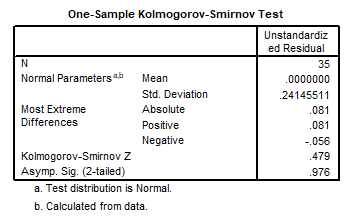 One-Sample Kolmogorov-Smirnov Test
Unstandardiz
ed Residual
N 35
Normal Parameters a,b Mean .0000000
Std. Deviation .24145511
Most Extreme Differences Absolute .081
Positive .081
Negative -.056
Kolmogorov-Smirnov Z .479
Asymp. Sig. (2-tailed) .976
a. Test distribution is Normal.
b. Calculated from data.